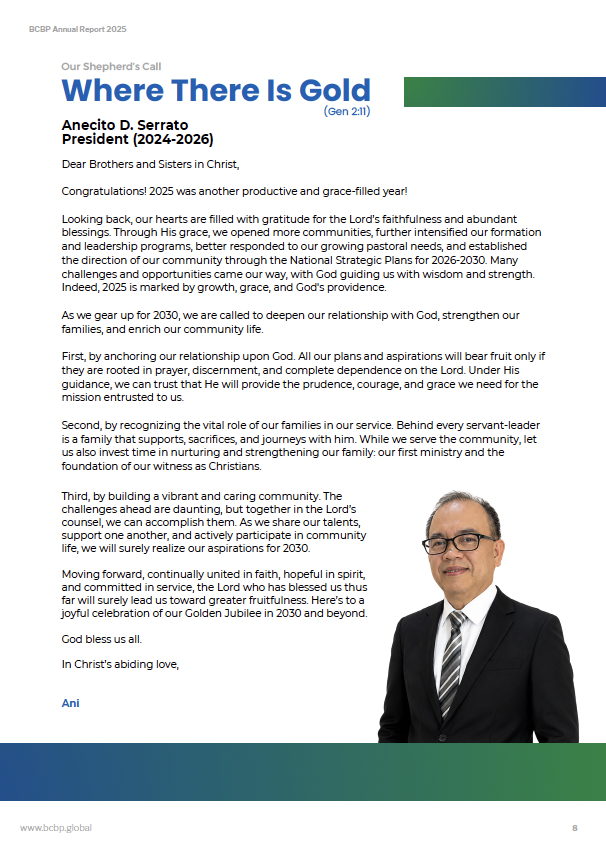 BCBP Annual Report 2025
Our Shepherd's Call
Where There Is Gold
(Gen 2:11)
Anecito D. Serrato
President (2024-2026)
Dear Brothers and Sisters in Christ,
Congratulations! 2025 was another productive and grace-filled year!
Looking back, our hearts are filled with gratitude for the Lord's faithfulness and abundant
blessings. Through His grace, we opened more communities, further intensified our formation
and leadership programs, better responded to our growing pastoral needs, and established
the direction of our community through the National Strategic Plans for 2026-2030. Many
challenges and opportunities came our way, with God guiding us with wisdom and strength.
Indeed, 2025 is marked by growth, grace, and God's providence.
As we gear up for 2030, we are called to deepen our relationship with God, strengthen our
families, and enrich our community life.
First, by anchoring our relationship upon God. All our plans and aspirations will bear fruit only if
they are rooted in prayer, discernment, and complete dependence on the Lord. Under His
guidance, we can trust that He will provide the prudence, courage, and grace we need for the
mission entrusted to us.
Second, by recognizing the vital role of our families in our service. Behind every servant-leader
is a family that supports, sacrifices, and journeys with him. While we serve the community, let
us also invest time in nurturing and strengthening our family: our first ministry and the
foundation of our witness as Christians.
Third, by building a vibrant and caring community. The
challenges ahead are daunting, but together in the Lord's
counsel, we can accomplish them. As we share our talents,
support one another, and actively participate in community
life, we will surely realize our aspirations for 2030.
Moving forward, continually united in faith, hopeful in spirit,
and committed in service, the Lord who has blessed us thus
far will surely lead us toward greater fruitfulness. Here's to a
joyful celebration of our Golden Jubilee in 2030 and beyond.
God bless us all.
In Christ's abiding love,
Ani
www.bcbp.global
8